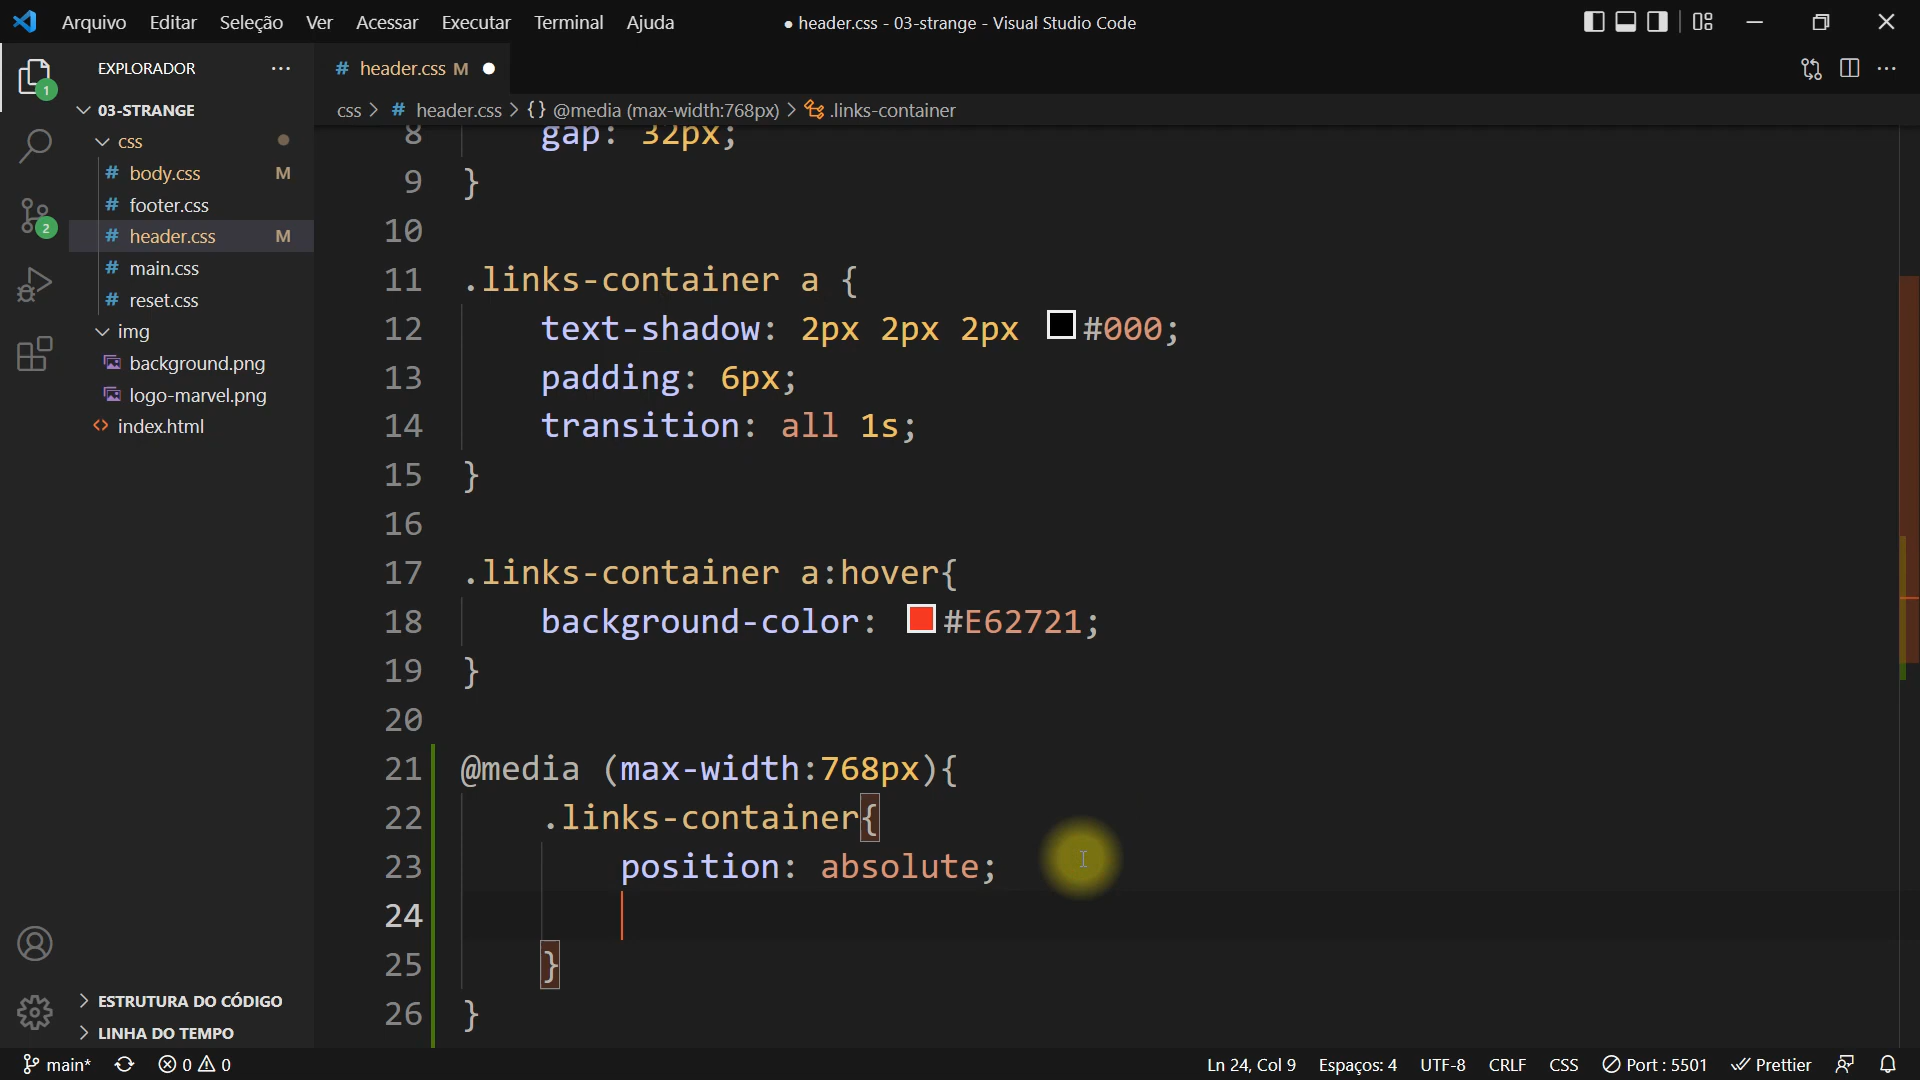 Arquivo Editar Seleção Ver Acessar Executar Terminal Ajuda
● header.css - 03-strange - Visual Studio Code
EXPLORADOR ···
1
2
03-STRANGE
css
# body.css M
# footer.css
# header.css M
# main.css
# reset.css
img
background.png
logo-marvel.png
<> index.html
ESTRUTURA DO CÓDIGO
LINHA DO TEMPO
# header.css M ●
css > # header.css > {} @media (max-width:768px) > .links-container
8 gap: 32px;
9 }
10
11 .links-container a {
12 text-shadow: 2px 2px 2px #000;
13 padding: 6px;
14 transition: all 1s;
15 }
16
17 .links-container a:hover{
18 background-color: #E62721;
19 }
20
21 @media (max-width:768px){
22 .links-container{
23 position: absolute;
24
25 }
26 }
main* 0 0 Ln 24, Col 9 Espaços: 4 UTF-8 CRLF CSS Port : 5501 Prettier